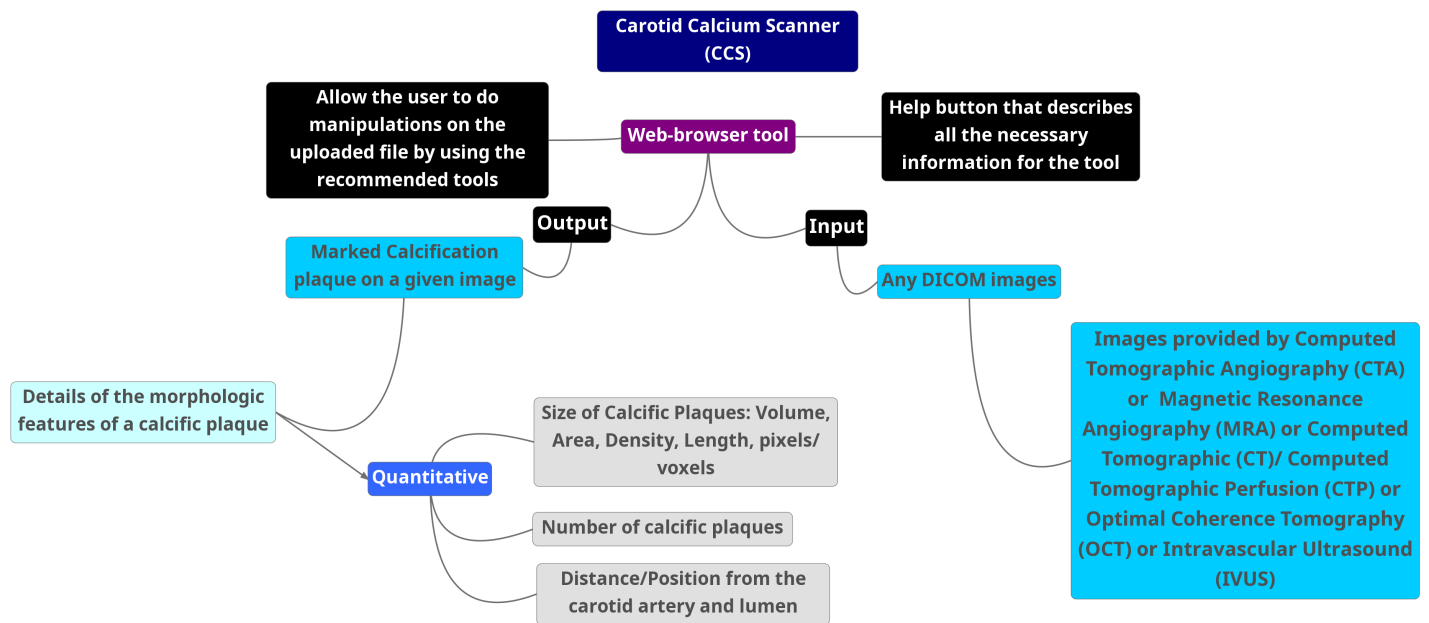 Carotid Calcium Scanner
(CCS)
Allow the user to do
manipulations on the
uploaded file by using the
recommended tools
Web-browser tool
Help button that describes
all the necessary
information for the tool
Output
Input
Marked Calcification
plaque on a given image
Any DICOM images
Images provided by Computed
Tomographic Angiography (CTA)
or  Magnetic Resonance
Angiography (MRA) or Computed
Tomographic (CT)/ Computed
Tomographic Perfusion (CTP) or
Optimal Coherence Tomography
(OCT) or Intravascular Ultrasound
(IVUS)
Details of the morphologic
features of a calcific plaque
Size of Calcific Plaques: Volume,
Area, Density, Length, pixels/
voxels
Quantitative
Number of calcific plaques
Distance/Position from the
carotid artery and lumen